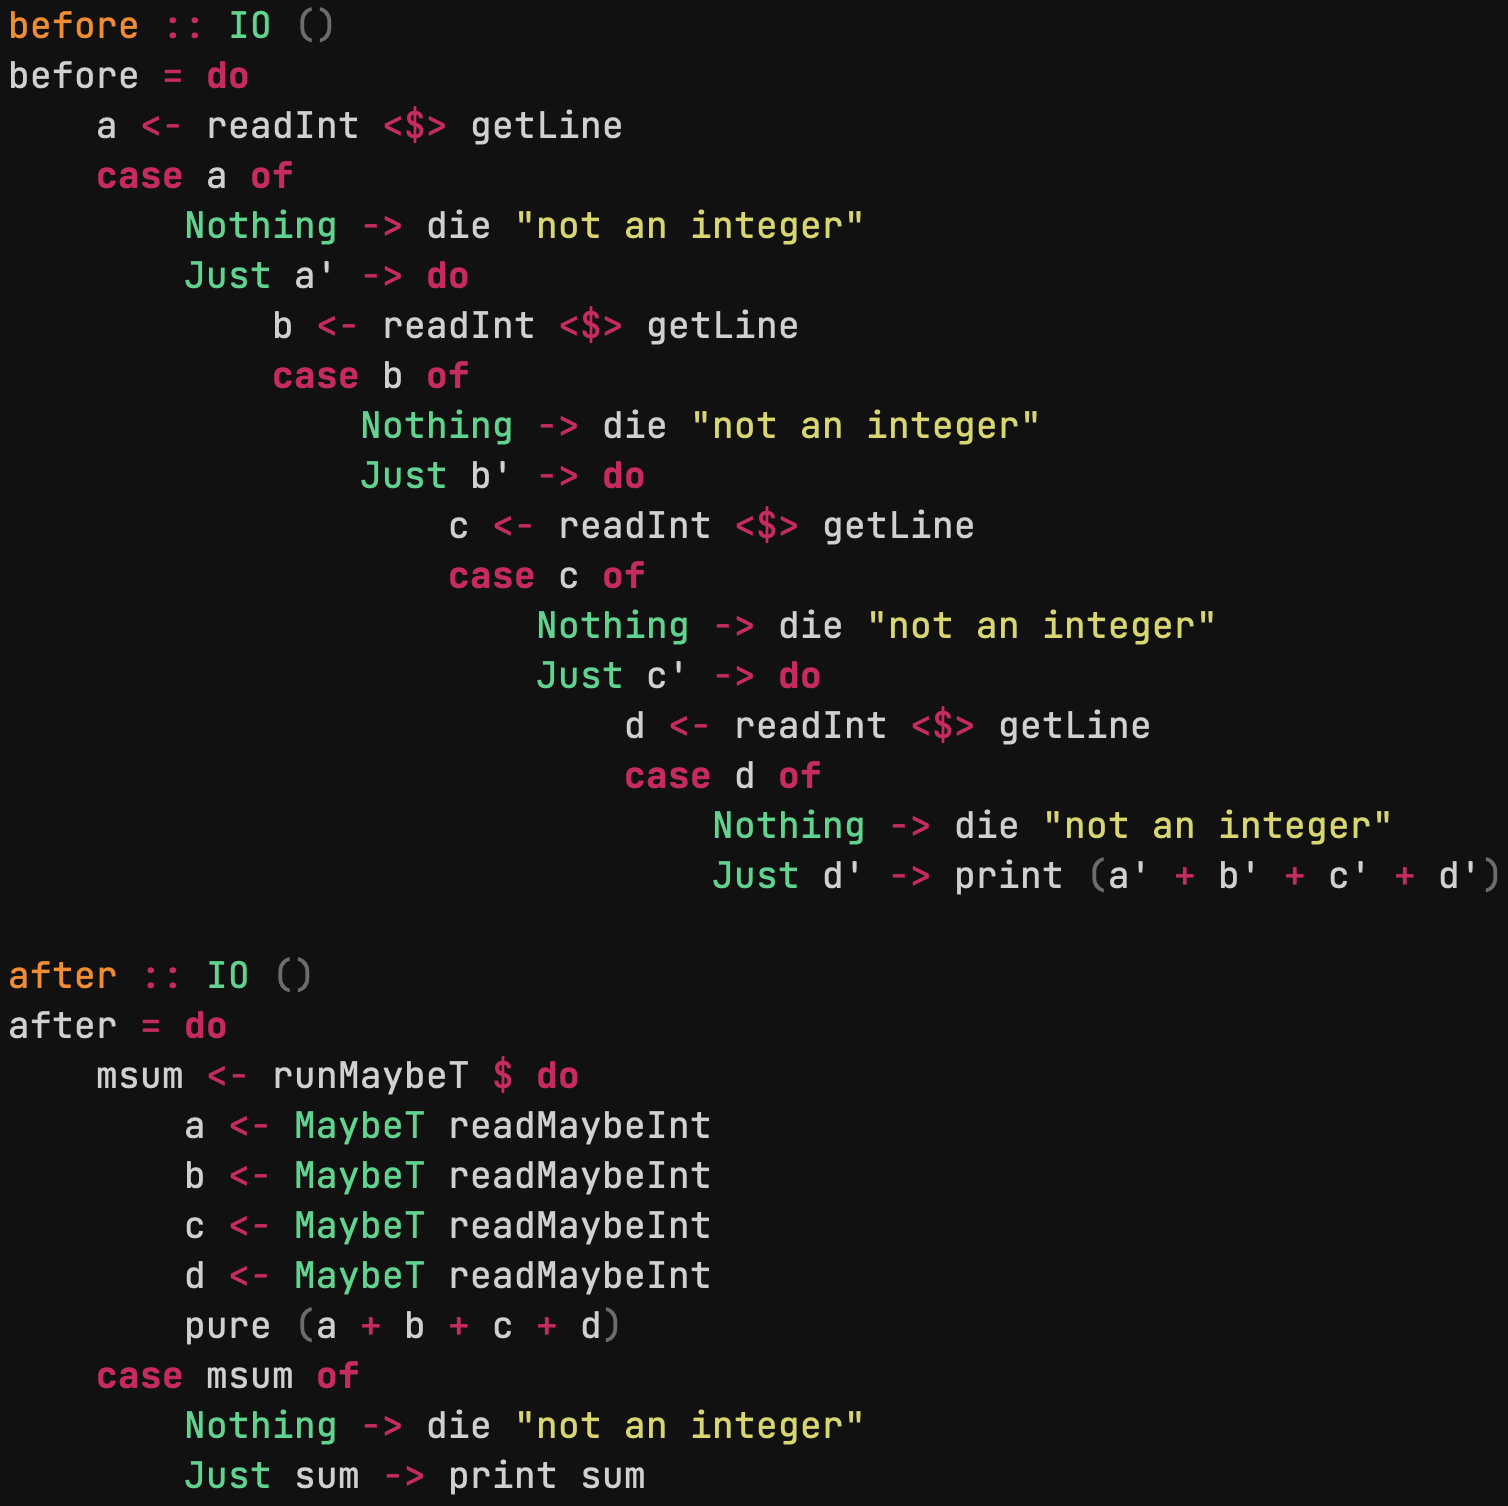 before :: IO ()
before = do
    a <- readInt <$> getLine
    case a of
        Nothing -> die "not an integer"
        Just a' -> do
            b <- readInt <$> getLine
            case b of
                Nothing -> die "not an integer"
                Just b' -> do
                    c <- readInt <$> getLine
                    case c of
                        Nothing -> die "not an integer"
                        Just c' -> do
                            d <- readInt <$> getLine
                            case d of
                                Nothing -> die "not an integer"
                                Just d' -> print (a' + b' + c' + d')

after :: IO ()
after = do
    msum <- runMaybeT $ do
        a <- MaybeT readMaybeInt
        b <- MaybeT readMaybeInt
        c <- MaybeT readMaybeInt
        d <- MaybeT readMaybeInt
        pure (a + b + c + d)
    case msum of
        Nothing -> die "not an integer"
        Just sum -> print sum